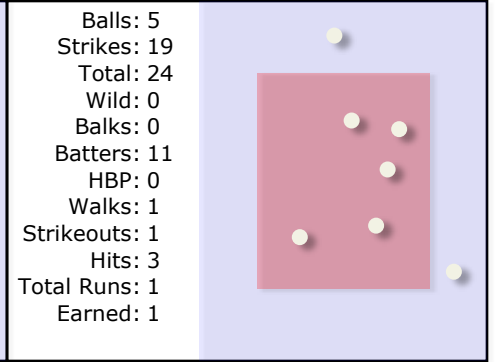 Balls: 5
Strikes: 19
Total: 24
Wild: 0
Balks: 0
Batters: 11
HBP: 0
Walks: 1
Strikeouts: 1
Hits: 3
Total Runs: 1
Earned: 1